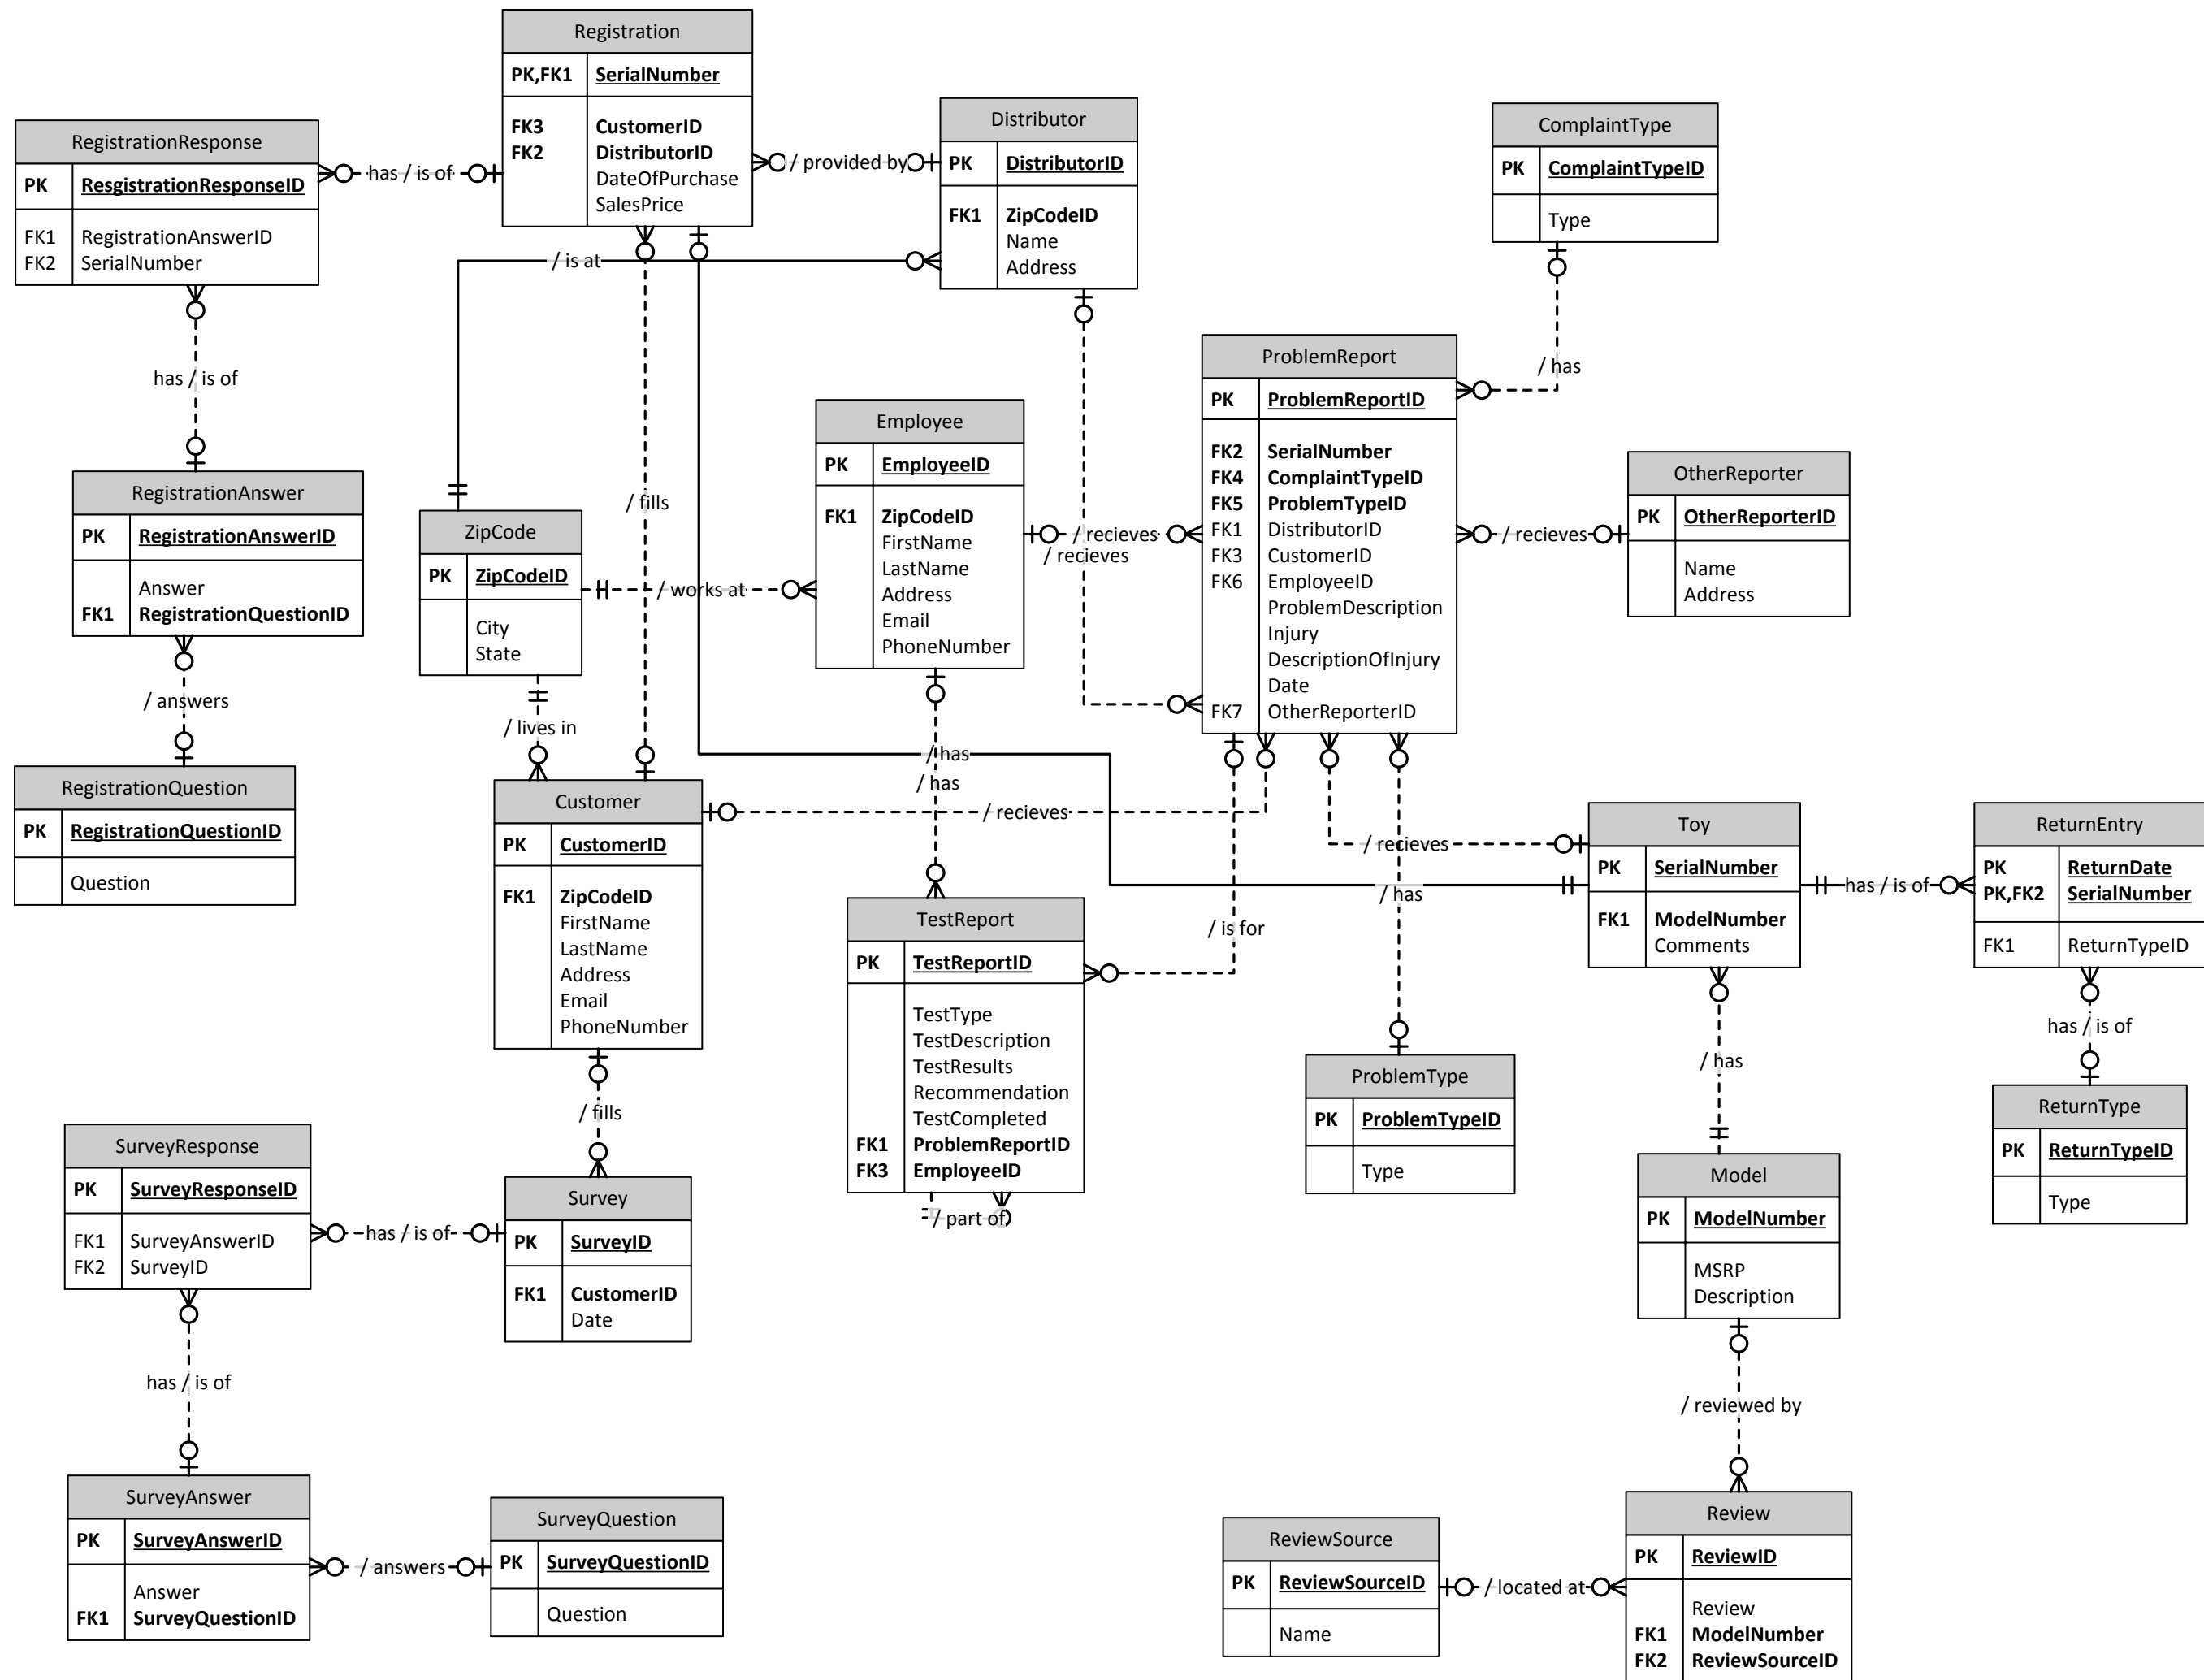 Registration
PK,FK1 SerialNumber
FK3 CustomerID
FK2 DistributorID
DateOfPurchase
SalesPrice
RegistrationResponse
PK ResgistrationResponseID
FK1 RegistrationAnswerID
FK2 SerialNumber
has / is of
/ provided by
Distributor
PK DistributorID
FK1 ZipCodeID
Name
Address
ComplaintType
PK ComplaintTypeID
Type
/ is at
has / is of
/ has
ProblemReport
PK ProblemReportID
FK2 SerialNumber
FK4 ComplaintTypeID
FK5 ProblemTypeID
FK1 DistributorID
FK3 CustomerID
FK6 EmployeeID
ProblemDescription
Injury
DescriptionOfInjury
Date
FK7 OtherReporterID
Employee
PK EmployeeID
FK1 ZipCodeID
FirstName
LastName
Address
Email
PhoneNumber
OtherReporter
PK OtherReporterID
Name
Address
RegistrationAnswer
PK RegistrationAnswerID
Answer
FK1 RegistrationQuestionID
/ fills
ZipCode
PK ZipCodeID
City
State
/ recieves
/ recieves
/ recieves
/ works at
/ answers
/ lives in
/ has
/ has
RegistrationQuestion
PK RegistrationQuestionID
Question
Customer
PK CustomerID
FK1 ZipCodeID
FirstName
LastName
Address
Email
PhoneNumber
/ recieves
/ recieves
/ has
/ is for
Toy
PK SerialNumber
FK1 ModelNumber
Comments
has / is of
ReturnEntry
PK ReturnDate
PK,FK2 SerialNumber
FK1 ReturnTypeID
TestReport
PK TestReportID
TestType
TestDescription
TestResults
Recommendation
TestCompleted
FK1 ProblemReportID
FK3 EmployeeID
/ part of
has / is of
/ has
ProblemType
PK ProblemTypeID
Type
ReturnType
PK ReturnTypeID
Type
/ fills
SurveyResponse
PK SurveyResponseID
FK1 SurveyAnswerID
FK2 SurveyID
has / is of
Survey
PK SurveyID
FK1 CustomerID
Date
Model
PK ModelNumber
MSRP
Description
has / is of
/ reviewed by
SurveyAnswer
PK SurveyAnswerID
Answer
FK1 SurveyQuestionID
/ answers
SurveyQuestion
PK SurveyQuestionID
Question
ReviewSource
PK ReviewSourceID
Name
/ located at
Review
PK ReviewID
Review
FK1 ModelNumber
FK2 ReviewSourceID